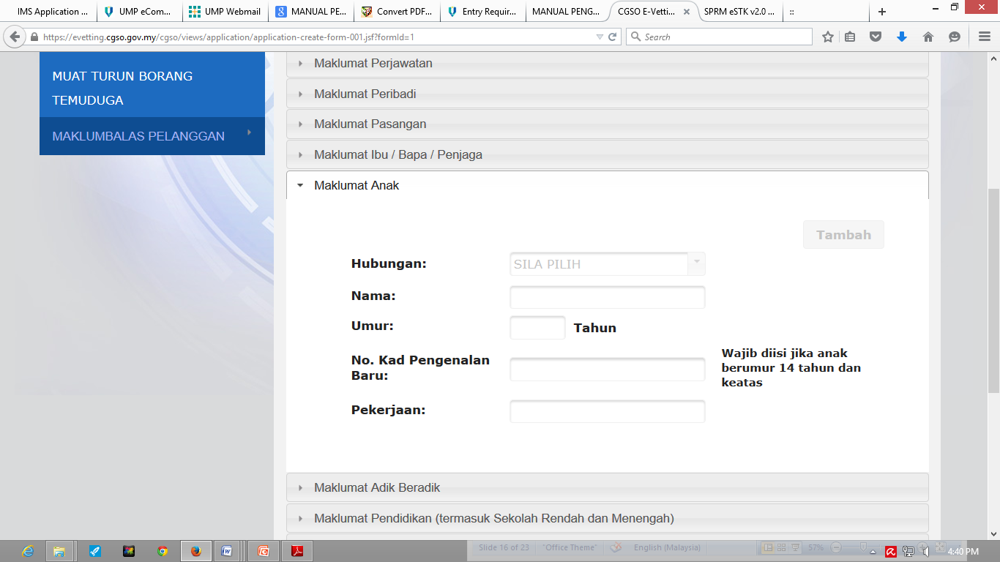 IMS Application ...
UMP eCom...
UMP Webmail
MANUAL PE...
Convert PDF...
Entry Requir...
MANUAL PENG...
CGSO E-Vetti...
SPRM eSTK v2.0 ...
https://evetting.cgso.gov.my/cgso/views/application/application-create-form-001.jsf?formId=1
Search
MUAT TURUN BORANG
TEMUDUGA
MAKLUMBALAS PELANGGAN
Maklumat Perjawatan
Maklumat Peribadi
Maklumat Pasangan
Maklumat Ibu / Bapa / Penjaga
Maklumat Anak
Tambah
Hubungan: SILA PILIH
Nama:
Umur: Tahun
No. Kad Pengenalan
Baru:
Wajib diisi jika anak
berumur 14 tahun dan
keatas
Pekerjaan:
Maklumat Adik Beradik
Maklumat Pendidikan (termasuk Sekolah Rendah dan Menengah)
Slide 16 of 23 "Office Theme" English (Malaysia) 57%
4:40 PM